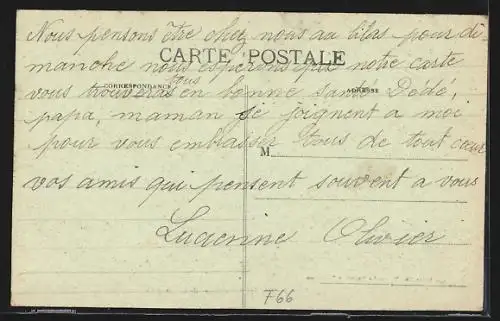 Nous pensons être chez nous au lilas pour di
CARTE POSTALE
manche nous espérons que notre carte
tous
CORRESPONDANCE
ADRESSE
vous trouveras en bonne santé Dédé,
papa, maman se joignent a moi
pour vous embrasser tous de tout cœur
M
vos amis qui pensent souvent a vous
Lucienne Olivier
F66